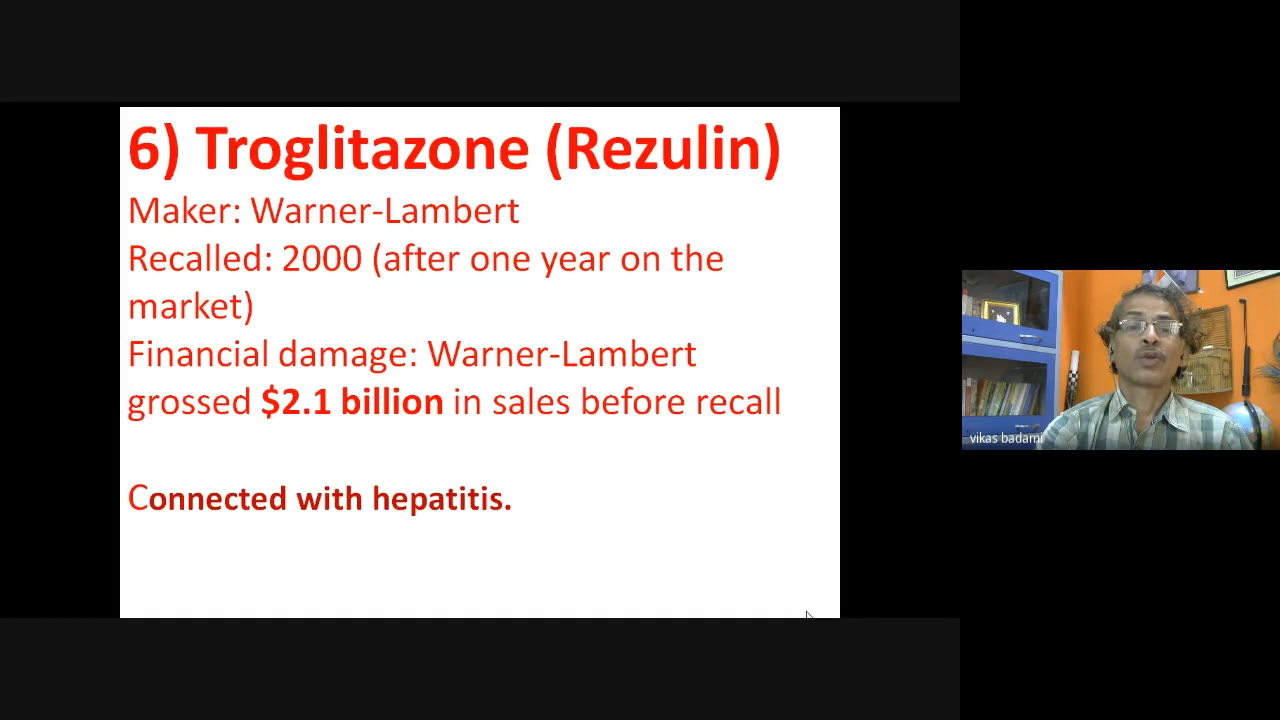 6) Troglitazone (Rezulin)
Maker: Warner-Lambert
Recalled: 2000 (after one year on the
market)
Financial damage: Warner-Lambert
grossed $2.1 billion in sales before recall
Connected with hepatitis.
vikas badami